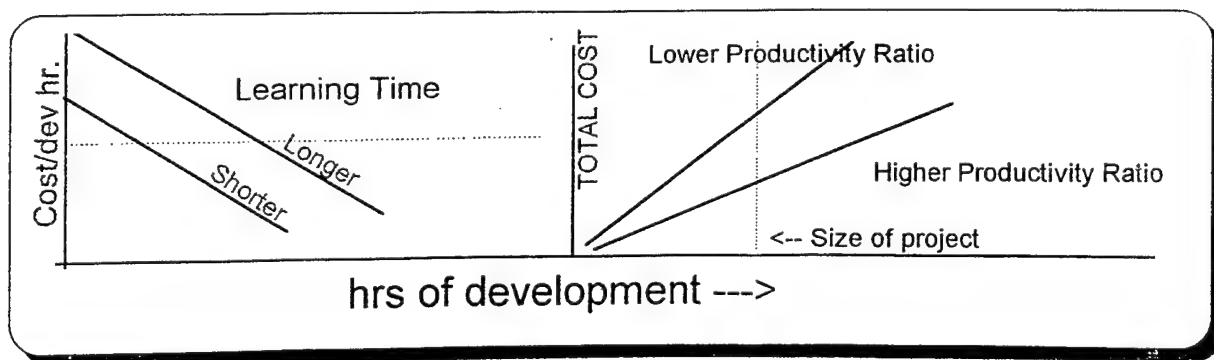 Cost/dev hr.
Learning Time
Longer
Shorter
TOTAL COST
Lower Productivity Ratio
Higher Productivity Ratio
<-- Size of project
hrs of development --->